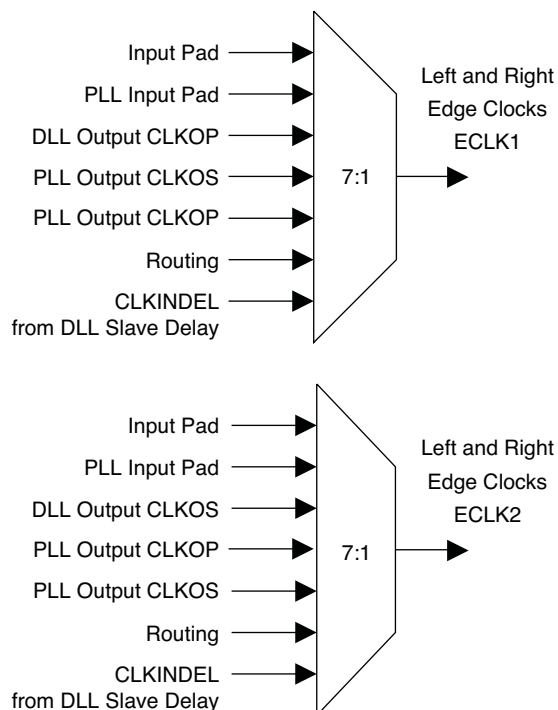 Input Pad
PLL Input Pad
DLL Output CLKOP
PLL Output CLKOS
PLL Output CLKOP
Routing
CLKINDEL
from DLL Slave Delay
7:1
Left and Right
Edge Clocks
ECLK1
Input Pad
PLL Input Pad
DLL Output CLKOS
PLL Output CLKOP
PLL Output CLKOS
Routing
CLKINDEL
from DLL Slave Delay
7:1
Left and Right
Edge Clocks
ECLK2